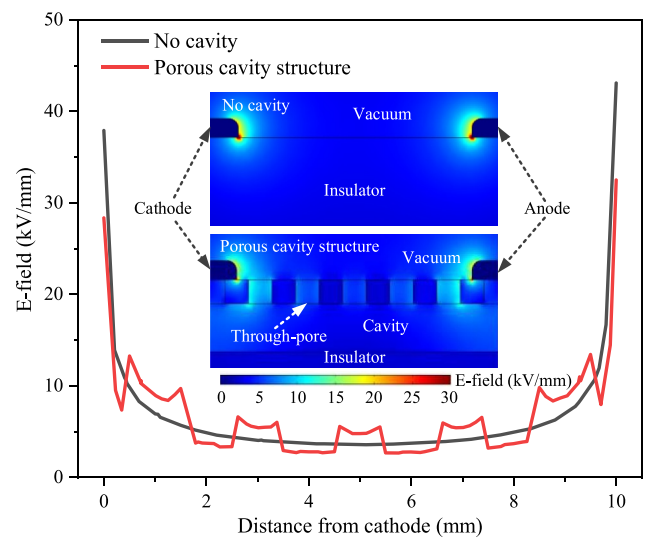 50
40
30
20
10
0
E-field (kV/mm)
No cavity
Porous cavity structure
No cavity
Vacuum
Insulator
Cathode
Anode
Porous cavity structure
Vacuum
Through-pore
Cavity
Insulator
E-field (kV/mm)
0 5 10 15 20 25 30
0 2 4 6 8 10
Distance from cathode (mm)